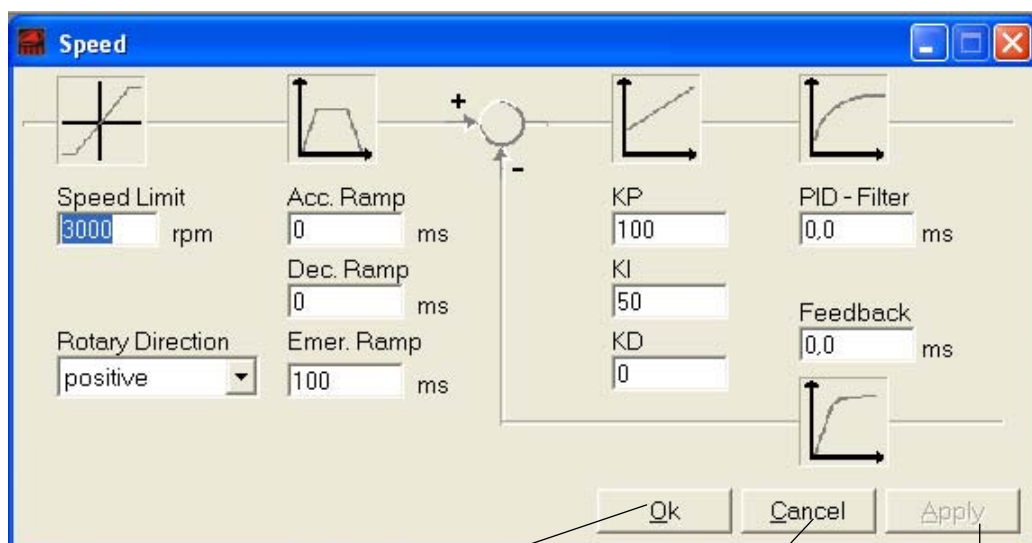 Speed
+
-
Speed Limit
3000 rpm
Rotary Direction
positive
Acc. Ramp
0 ms
Dec. Ramp
0 ms
Emer. Ramp
100 ms
KP
100
KI
50
KD
0
PID - Filter
0,0 ms
Feedback
0,0 ms
Ok Cancel Apply